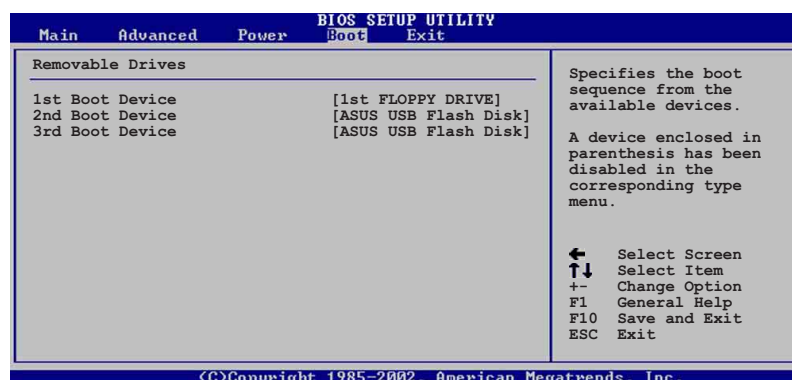 BIOS SETUP UTILITY
Main Advanced Power Boot Exit
Removable Drives
1st Boot Device [1st FLOPPY DRIVE]
2nd Boot Device [ASUS USB Flash Disk]
3rd Boot Device [ASUS USB Flash Disk]
Specifies the boot
sequence from the
available devices.
A device enclosed in
parenthesis has been
disabled in the
corresponding type
menu.
← Select Screen
↑↓ Select Item
+- Change Option
F1 General Help
F10 Save and Exit
ESC Exit
(C)Copyright 1985-2002, American Megatrends, Inc.